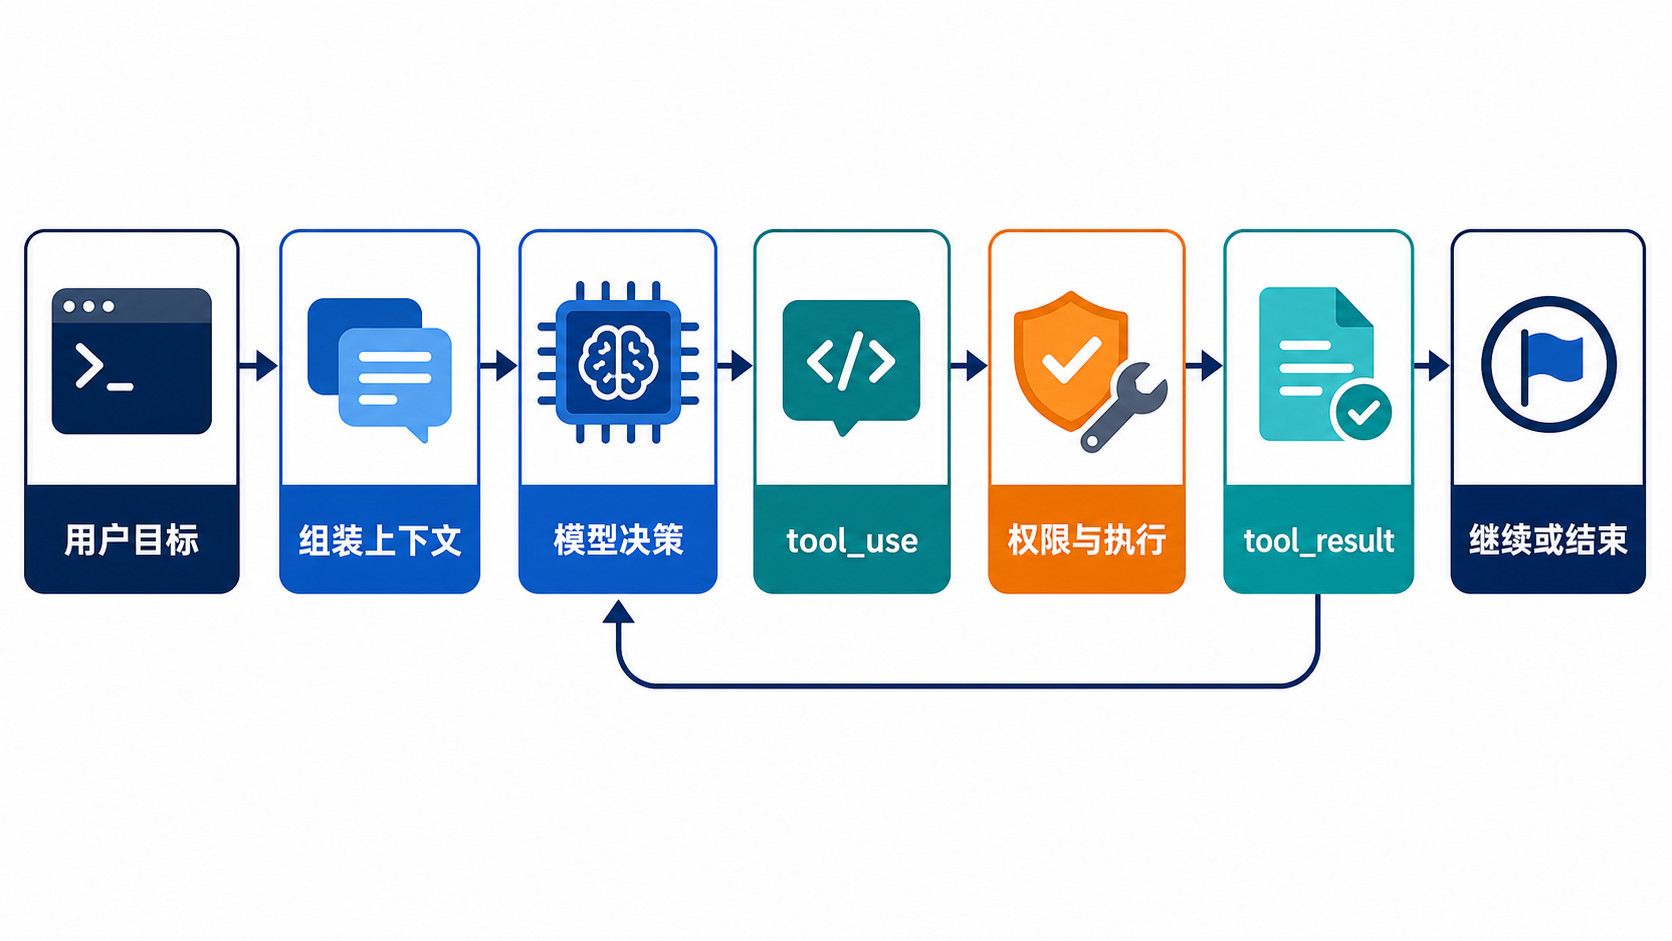 用户目标
组装上下文
模型决策
tool_use
权限与执行
tool_result
继续或结束